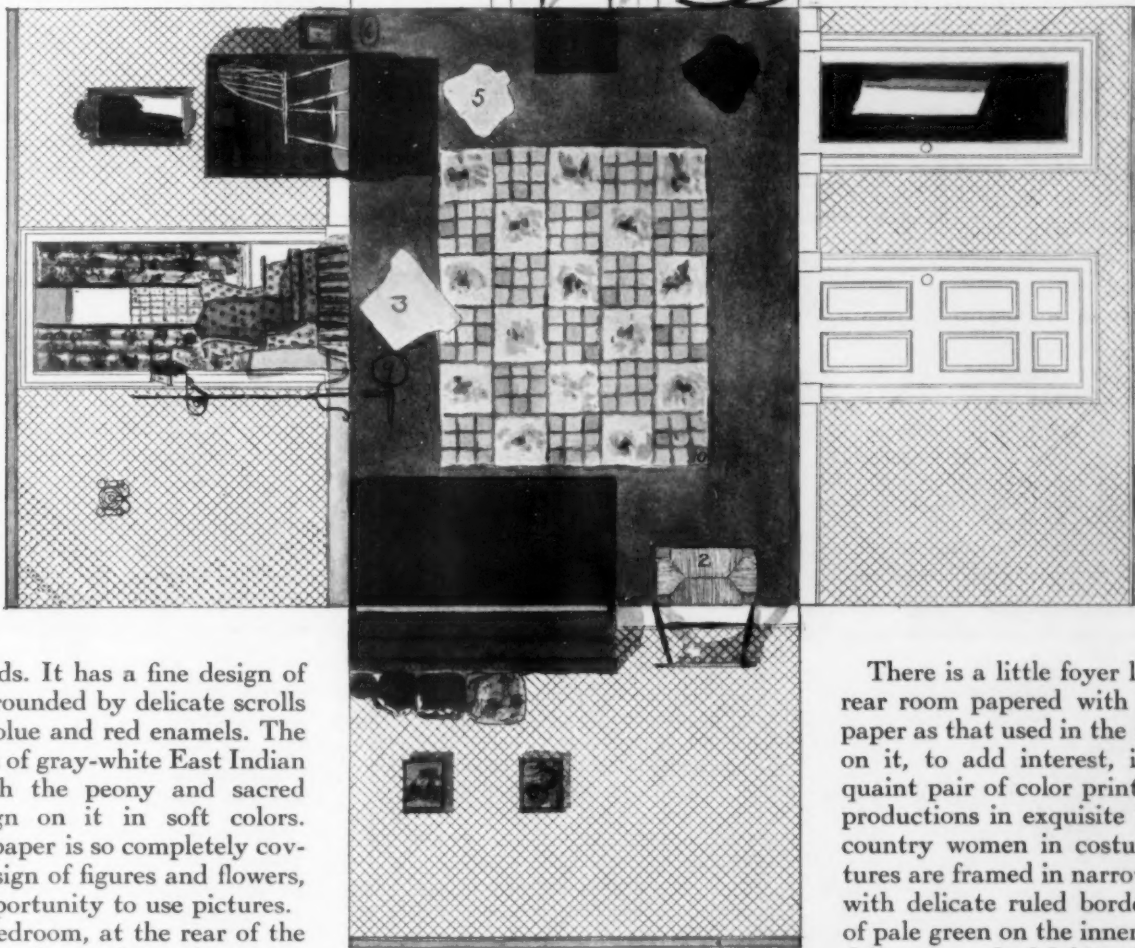 5
3
9
10
2
ds. It has a fine design of
rounded by delicate scrolls
blue and red enamels. The
of gray-white East Indian
h the peony and sacred
gn on it in soft colors.
paper is so completely cov-
sign of figures and flowers,
portunity to use pictures.
edroom, at the rear of the
There is a little foyer
rear room papered with
paper as that used in the
on it, to add interest, i
quaint pair of color print
productions in exquisite
country women in costu
tures are framed in narro
with delicate ruled borde
of pale green on the inner